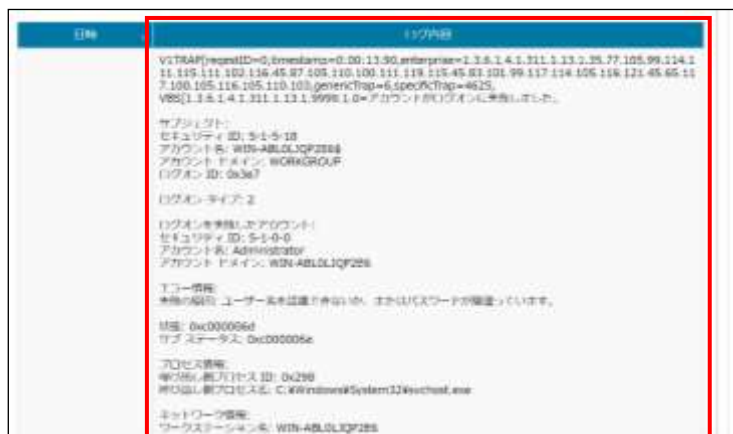 日時 ログ内容
V1TRAP[reqestID=0,timestamp=0:00:13.90,enterprise=1.3.6.1.4.1.311.1.13.1.35.77.105.99.114.1
11.115.111.102.116.45.87.105.110.100.111.119.115.45.83.101.99.117.114.105.116.121.45.65.11
7.100.105.116.105.110.103,genericTrap=6,specificTrap=4625,
VBS[1.3.6.1.4.1.311.1.13.1.9999.1.0=アカウントがログオンに失敗しました。
サブジェクト:
セキュリティ ID: S-1-5-18
アカウント名: WIN-ABL0LJQP2E6$
アカウント ドメイン: WORKGROUP
ログオン ID: 0x3e7
ログオン タイプ: 2
ログオンを失敗したアカウント:
セキュリティ ID: S-1-0-0
アカウント名: Administrator
アカウント ドメイン: WIN-ABL0LJQP2E6
エラー情報:
失敗の原因: ユーザー名を認識できないか、またはパスワードが間違っています。
状態: 0xc000006d
サブ ステータス: 0xc000006a
プロセス情報:
呼び出し側プロセス ID: 0x298
呼び出し側プロセス名: C:¥Windows¥System32¥svchost.exe
ネットワーク情報:
ワークステーション名: WIN-ABL0LJQP2E6